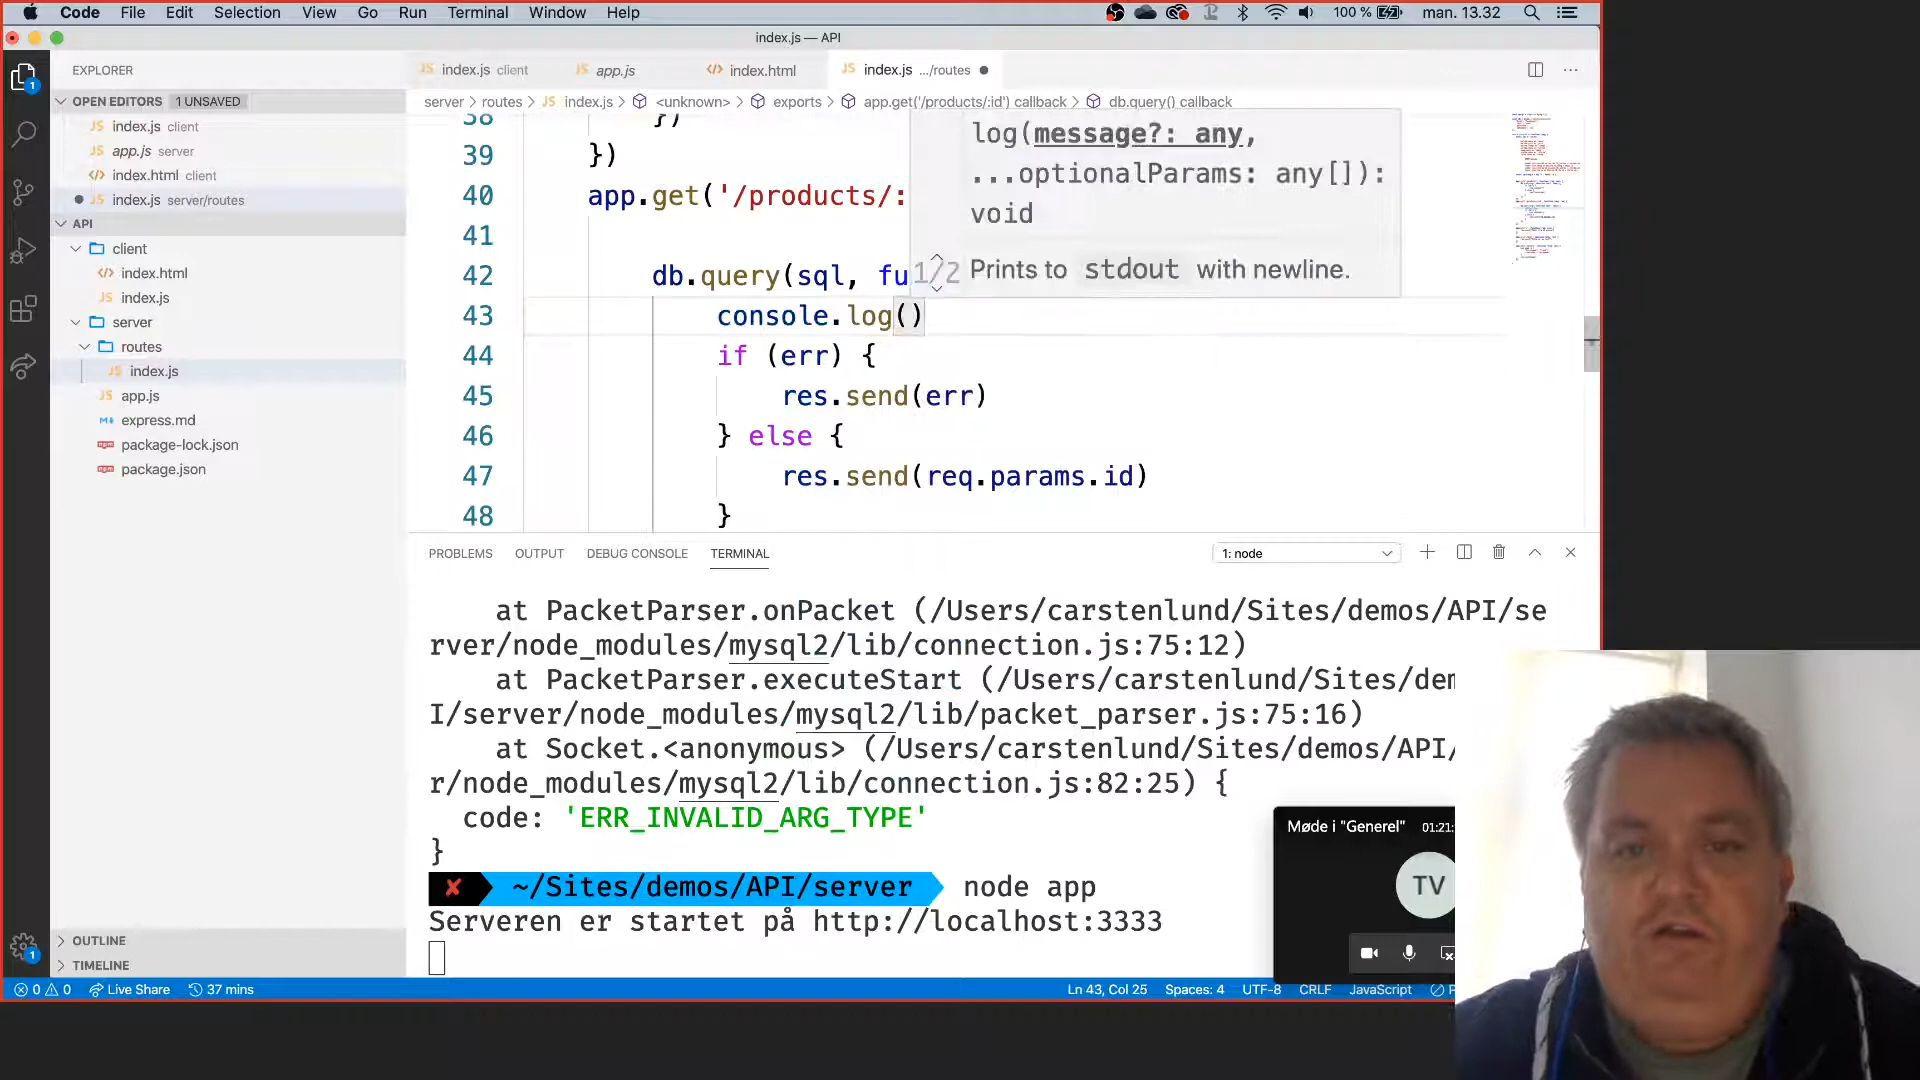 Code File Edit Selection View Go Run Terminal Window Help 100 % man. 13.32
index.js — API
EXPLORER
OPEN EDITORS 1 UNSAVED
index.js client
app.js server
index.html client
index.js server/routes
API
client
index.html
index.js
server
routes
index.js
app.js
express.md
package-lock.json
package.json
OUTLINE
TIMELINE
index.js client app.js index.html index.js .../routes
server > routes > JS index.js > <unknown> > exports > app.get('/products/:id') callback > db.query() callback
38 })
39 })
40 app.get('/products/:
41
42 db.query(sql, fu
43 console.log()
44 if (err) {
45 res.send(err)
46 } else {
47 res.send(req.params.id)
48 }
log(message?: any,
...optionalParams: any[]):
void
1/2 Prints to stdout with newline.
PROBLEMS OUTPUT DEBUG CONSOLE TERMINAL 1: node
at PacketParser.onPacket (/Users/carstenlund/Sites/demos/API/se
rver/node_modules/mysql2/lib/connection.js:75:12)
at PacketParser.executeStart (/Users/carstenlund/Sites/dem
I/server/node_modules/mysql2/lib/packet_parser.js:75:16)
at Socket.<anonymous> (/Users/carstenlund/Sites/demos/API/
r/node_modules/mysql2/lib/connection.js:82:25) {
code: 'ERR_INVALID_ARG_TYPE'
}
✘ ~/Sites/demos/API/server node app
Serveren er startet på http://localhost:3333
Møde i "Generel" 01:21:
TV
0 0 Live Share 37 mins Ln 43, Col 25 Spaces: 4 UTF-8 CRLF JavaScript